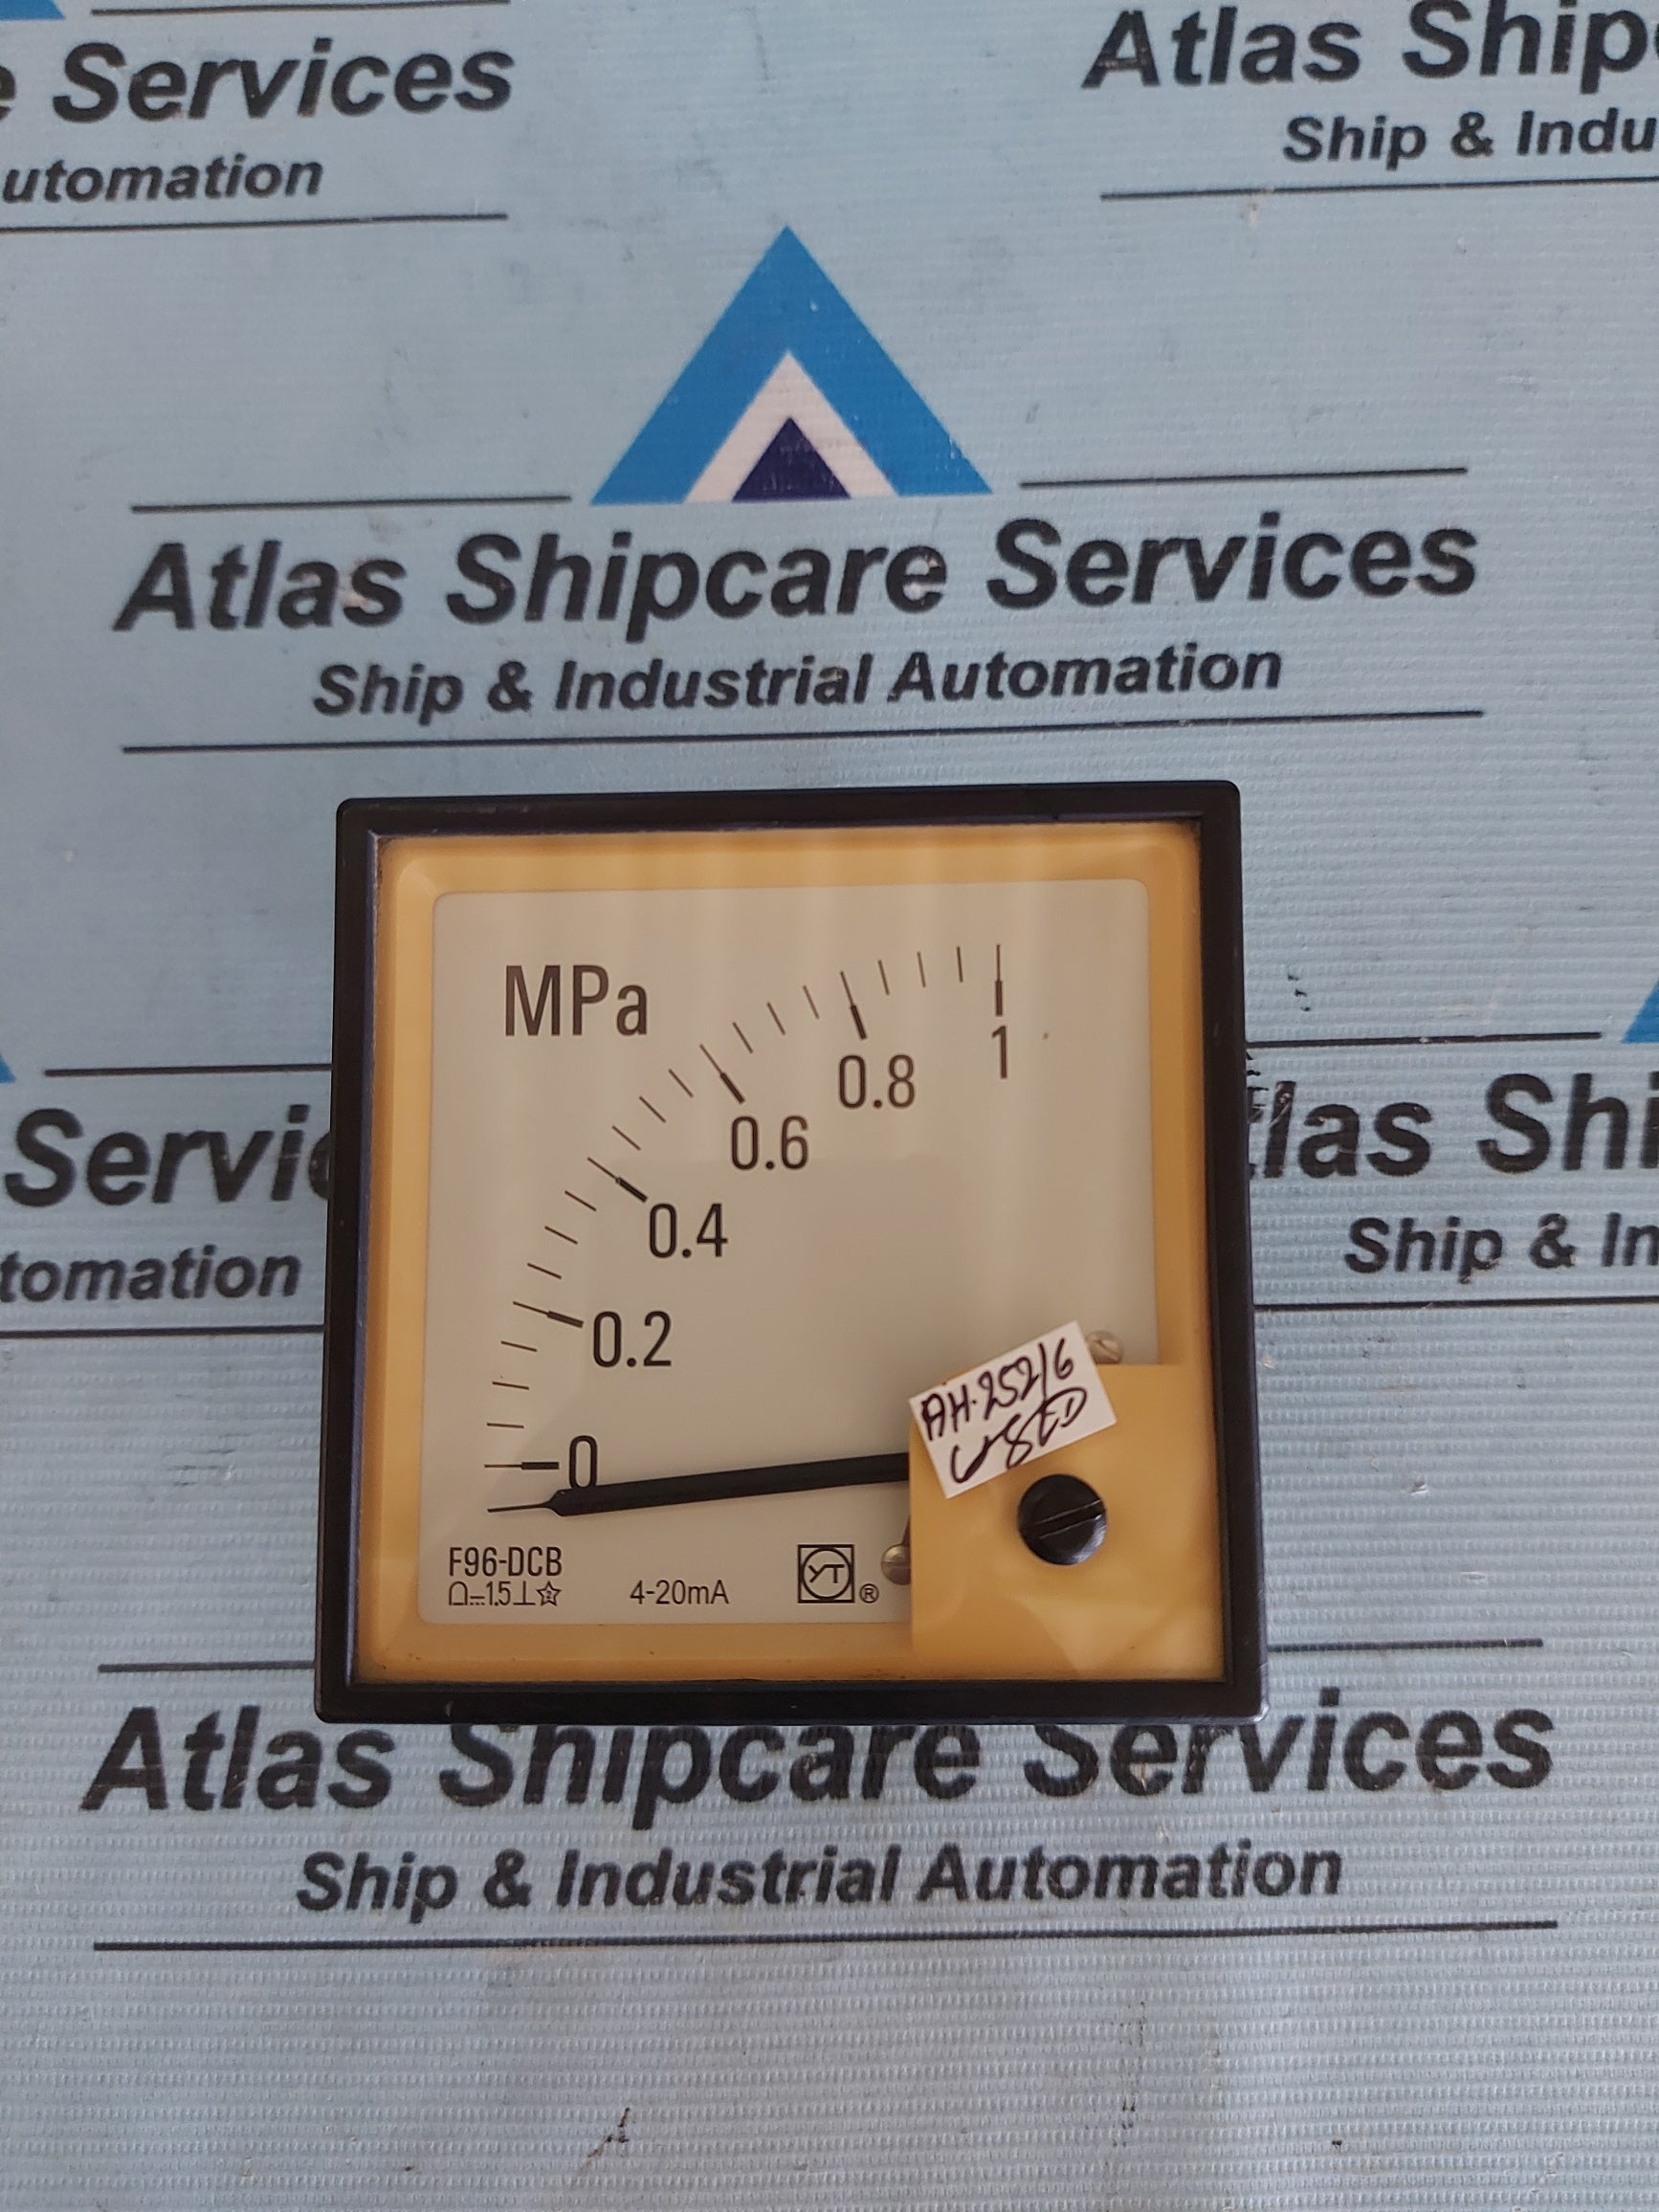 e Services
utomation
Atlas Ship
Ship & Indu
Atlas Shipcare Services
Ship & Industrial Automation
MPa
0 0.2 0.4 0.6 0.8 1
AH-25216
USED
F96-DCB
1.5
4-20mA
YT ®
Servic
tomation
tlas Shi
Ship & In
Atlas Shipcare Services
Ship & Industrial Automation